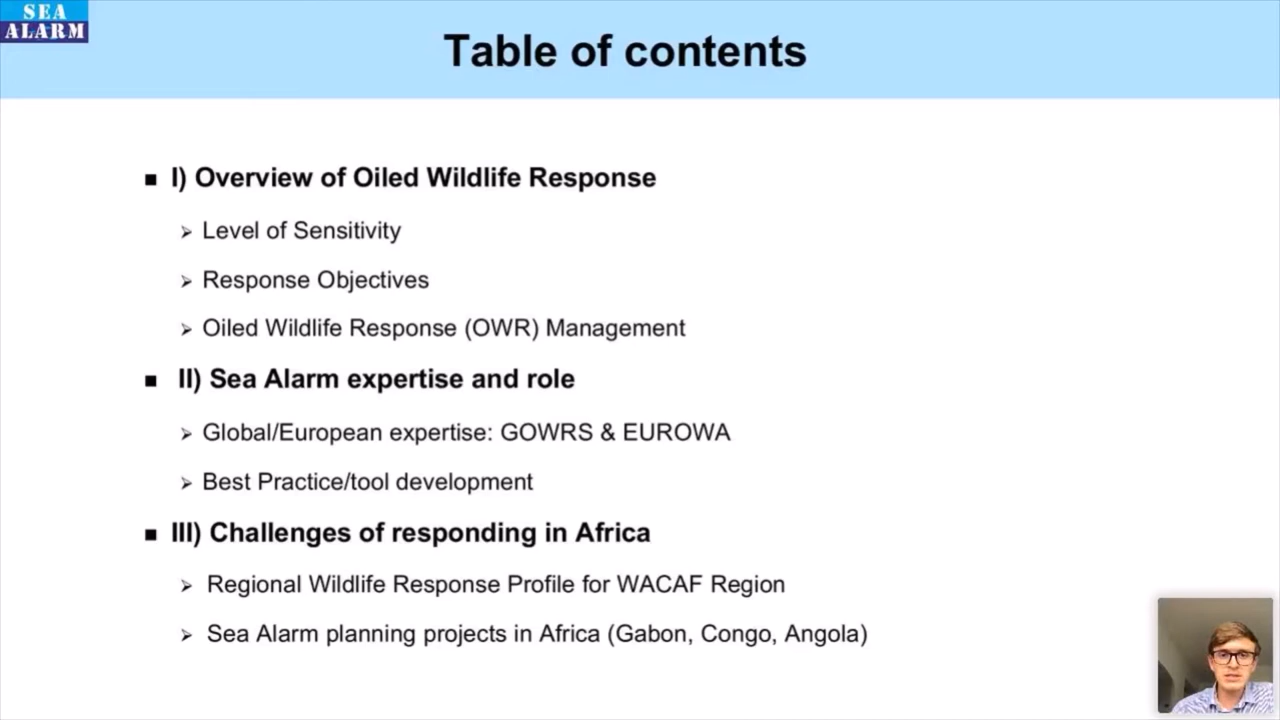 SEA
ALARM
Table of contents
I) Overview of Oiled Wildlife Response
Level of Sensitivity
Response Objectives
Oiled Wildlife Response (OWR) Management
II) Sea Alarm expertise and role
Global/European expertise: GOWRS & EUROWA
Best Practice/tool development
III) Challenges of responding in Africa
Regional Wildlife Response Profile for WACAF Region
Sea Alarm planning projects in Africa (Gabon, Congo, Angola)